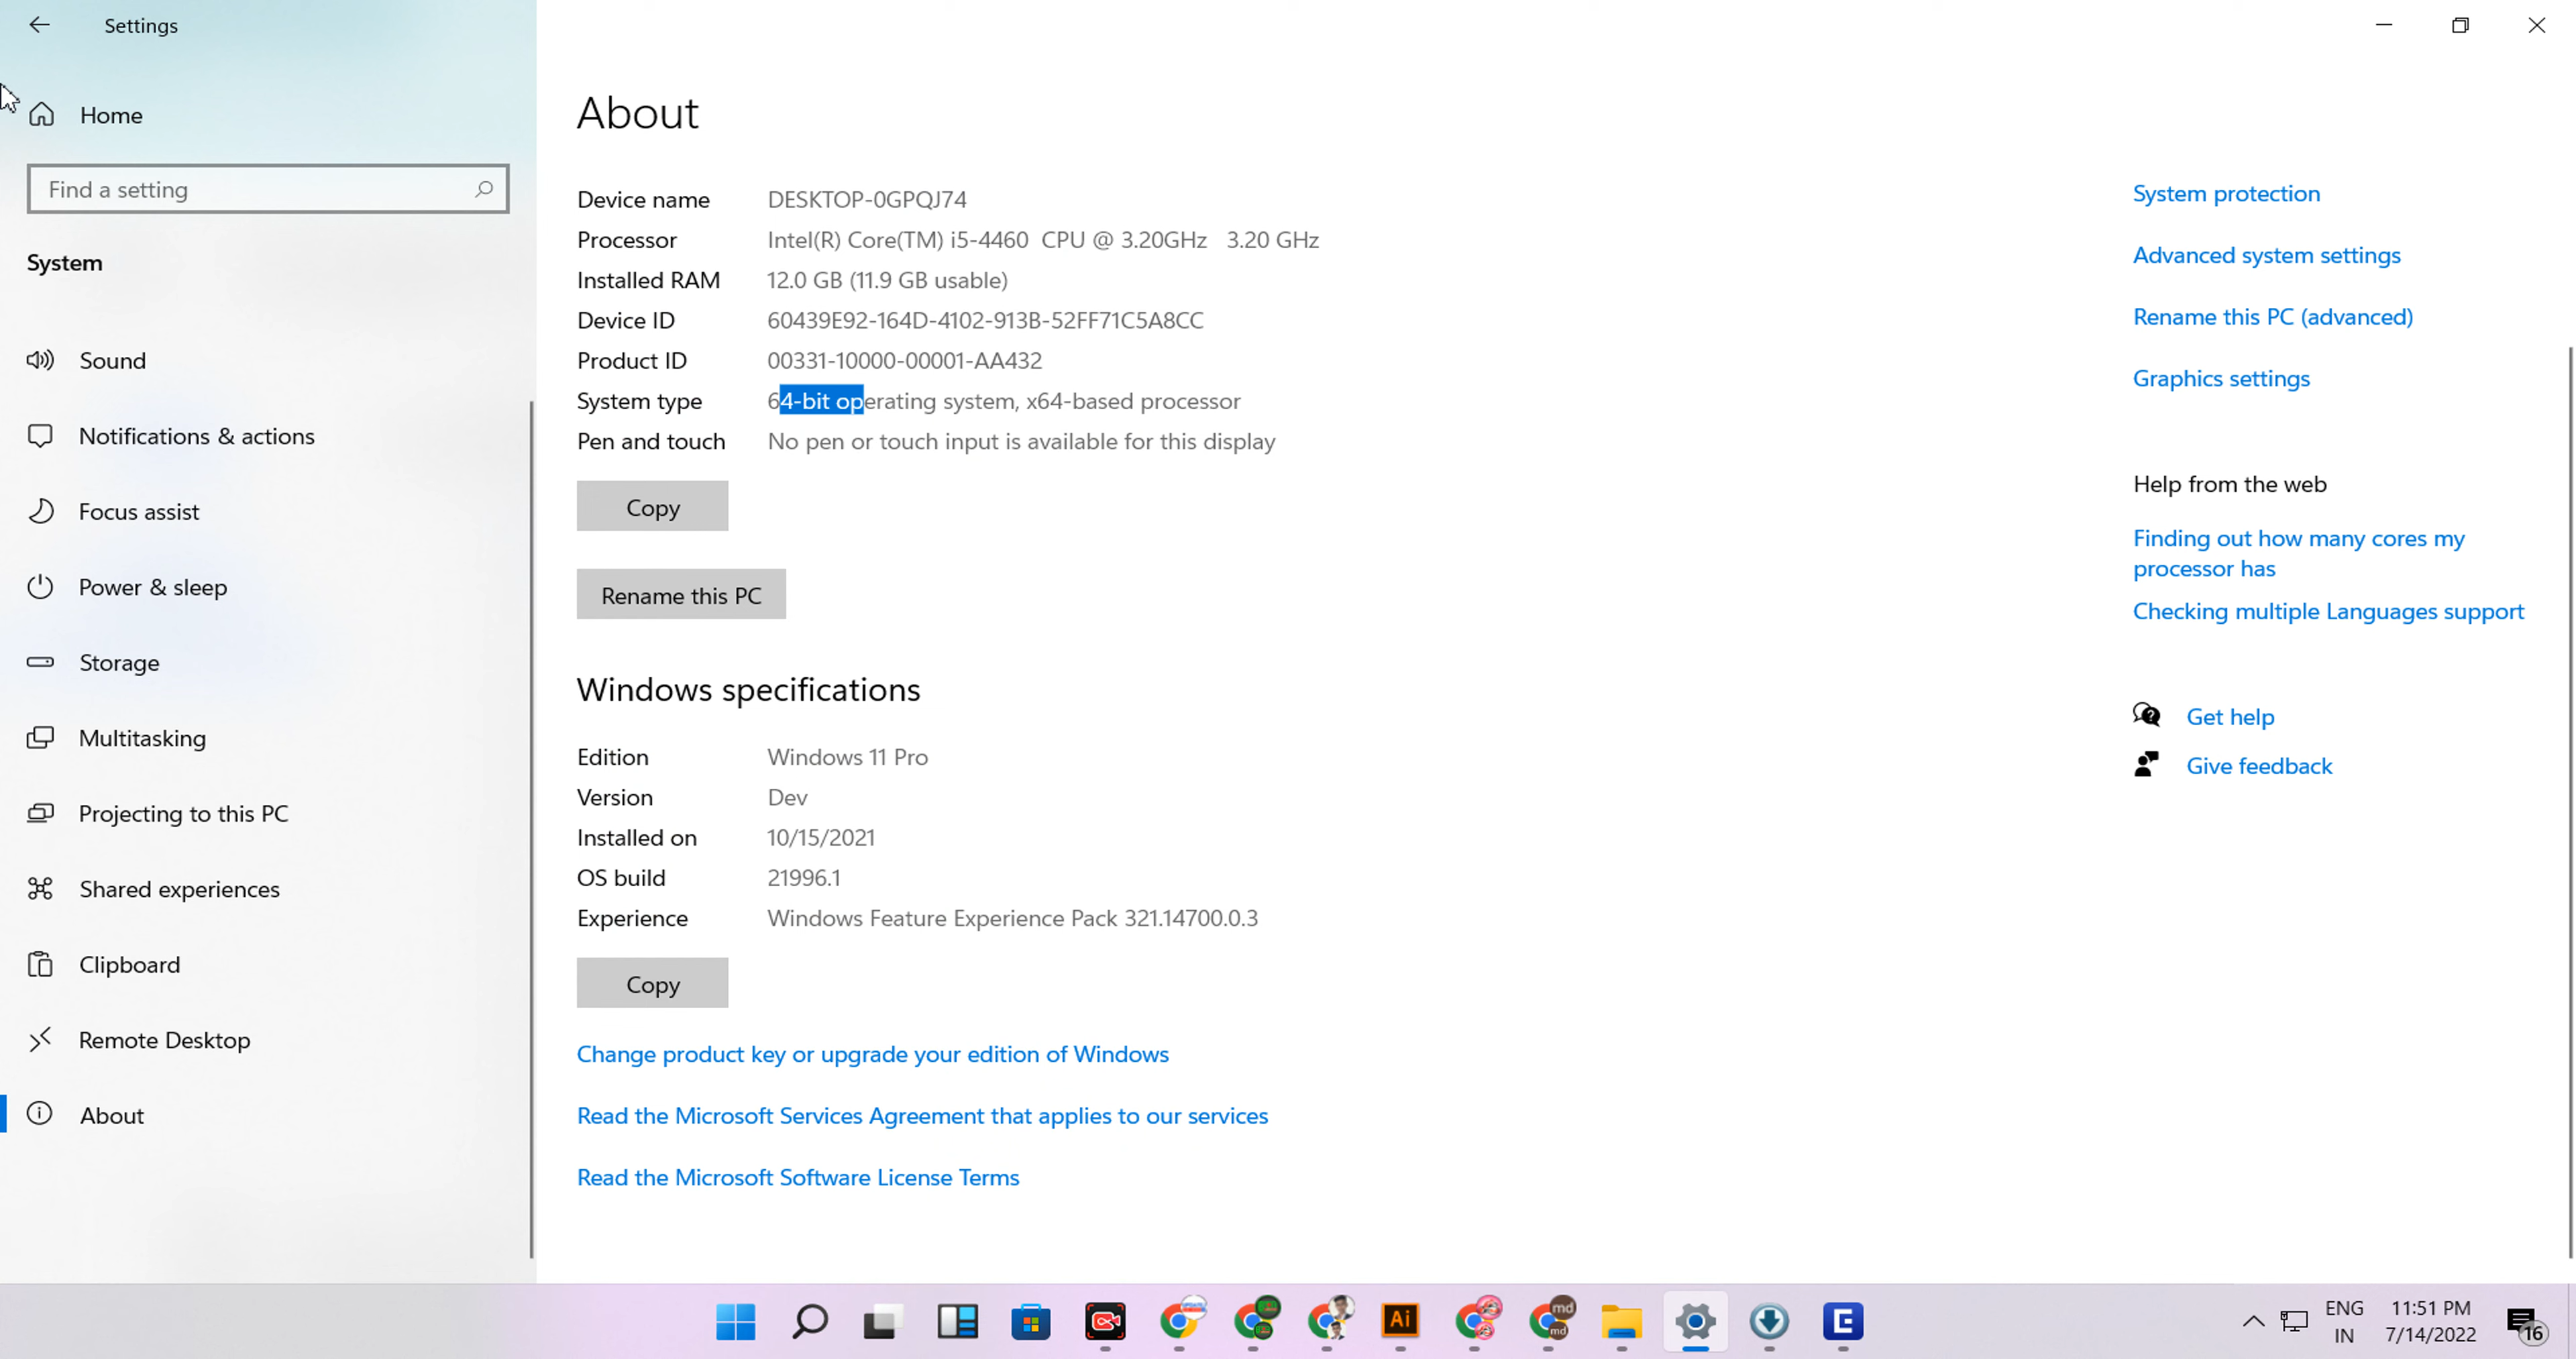 Settings
Home
Find a setting
System
Sound
Notifications & actions
Focus assist
Power & sleep
Storage
Multitasking
Projecting to this PC
Shared experiences
Clipboard
Remote Desktop
About
About
Device name DESKTOP-0GPQJ74
Processor Intel(R) Core(TM) i5-4460 CPU @ 3.20GHz 3.20 GHz
Installed RAM 12.0 GB (11.9 GB usable)
Device ID 60439E92-164D-4102-913B-52FF71C5A8CC
Product ID 00331-10000-00001-AA432
System type 64-bit operating system, x64-based processor
Pen and touch No pen or touch input is available for this display
Copy
Rename this PC
Windows specifications
Edition Windows 11 Pro
Version Dev
Installed on 10/15/2021
OS build 21996.1
Experience Windows Feature Experience Pack 321.14700.0.3
Copy
Change product key or upgrade your edition of Windows
Read the Microsoft Services Agreement that applies to our services
Read the Microsoft Software License Terms
System protection
Advanced system settings
Rename this PC (advanced)
Graphics settings
Help from the web
Finding out how many cores my
processor has
Checking multiple Languages support
Get help
Give feedback
Ai
md
md
E
ENG
IN
11:51 PM
7/14/2022
16